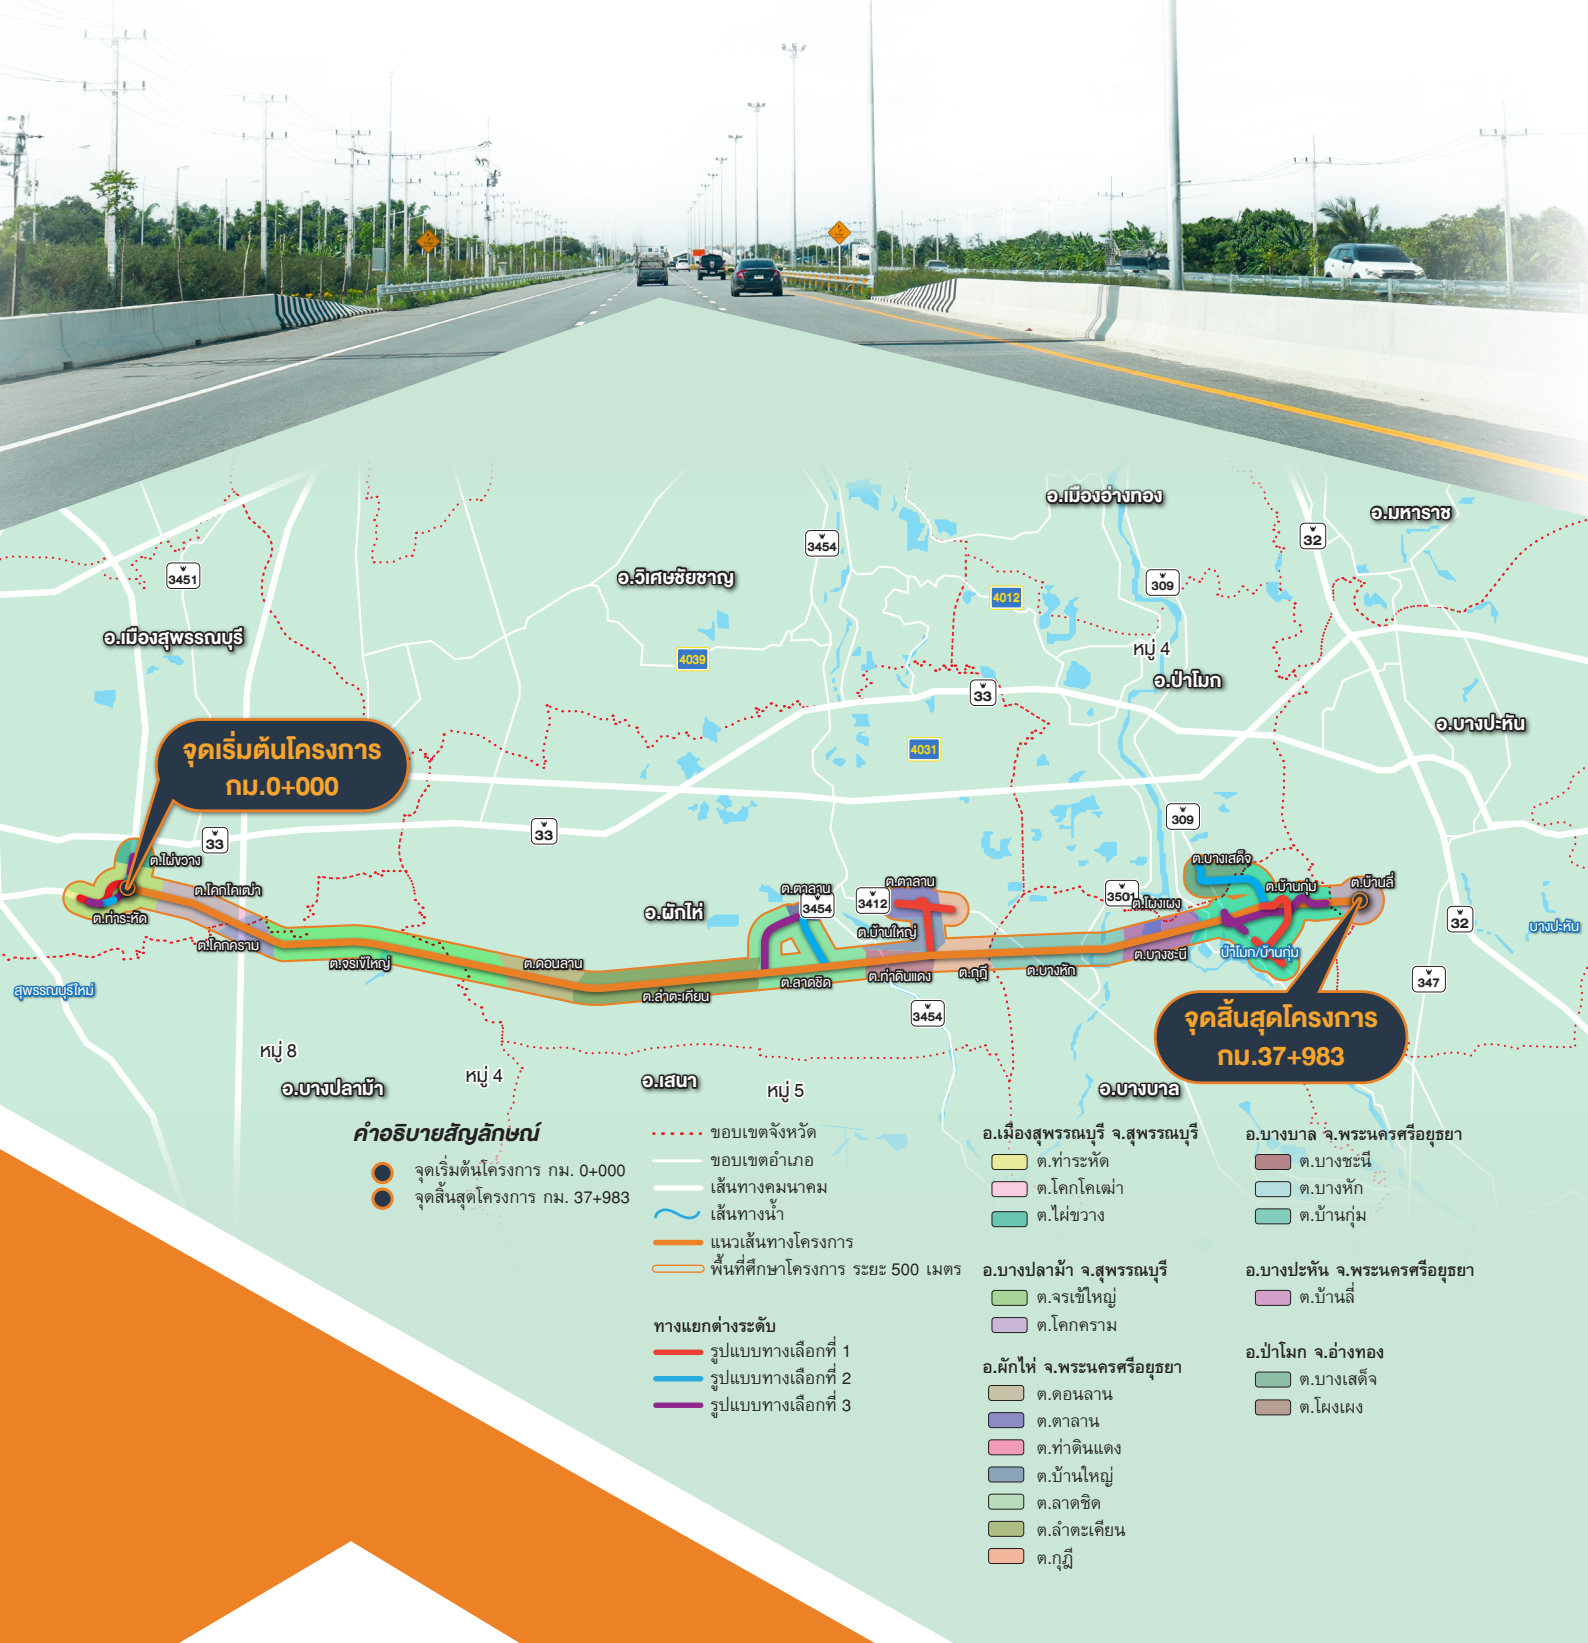 อ.เมืองอ่างทอง
อ.มหาราช
32
3454
3451
อ.วิเศษชัยชาญ
309
4012
อ.เมืองสุพรรณบุรี
หมู่ 4
4039
อ.ป่าโมก
33
อ.บางปะหัน
4031
จุดเริ่มต้นโครงการ
กม.0+000
309
33
33
ต.ไผ่ขวาง
ต.บางเสด็จ
ต.โคกโคเฒ่า
ต.ตาลาน
ต.ตาลาน
ต.บ้านกุ่ม
ต.บ้านลี่
3454
3412
3501
ต.โผงเผง
ต.ท่าระหัด
อ.ผักไห่
32
บางปะหัน
ต.บ้านใหญ่
ต.โคกคราม
ต.จรเข้ใหญ่
ต.ดอนลาน
ต.บางชะนี
ป่าโมก/บ้านกุ่ม
ต.ลำตะเคียน
ต.ลาดชิด
ต.ท่าดินแดง
ต.กุฎี
ต.บางหัก
347
สุพรรณบุรีใหม่
3454
จุดสิ้นสุดโครงการ
กม.37+983
หมู่ 8
หมู่ 4
หมู่ 5
อ.บางปลาม้า
อ.เสนา
อ.บางบาล
คำอธิบายสัญลักษณ์
จุดเริ่มต้นโครงการ กม. 0+000
จุดสิ้นสุดโครงการ กม. 37+983
ขอบเขตจังหวัด
ขอบเขตอำเภอ
เส้นทางคมนาคม
เส้นทางน้ำ
แนวเส้นทางโครงการ
พื้นที่ศึกษาโครงการ ระยะ 500 เมตร
ทางแยกต่างระดับ
รูปแบบทางเลือกที่ 1
รูปแบบทางเลือกที่ 2
รูปแบบทางเลือกที่ 3
อ.เมืองสุพรรณบุรี จ.สุพรรณบุรี
ต.ท่าระหัด
ต.โคกโคเฒ่า
ต.ไผ่ขวาง
อ.บางปลาม้า จ.สุพรรณบุรี
ต.จรเข้ใหญ่
ต.โคกคราม
อ.ผักไห่ จ.พระนครศรีอยุธยา
ต.ดอนลาน
ต.ตาลาน
ต.ท่าดินแดง
ต.บ้านใหญ่
ต.ลาดชิด
ต.ลำตะเคียน
ต.กุฎี
อ.บางบาล จ.พระนครศรีอยุธยา
ต.บางชะนี
ต.บางหัก
ต.บ้านกุ่ม
อ.บางปะหัน จ.พระนครศรีอยุธยา
ต.บ้านลี่
อ.ป่าโมก จ.อ่างทอง
ต.บางเสด็จ
ต.โผงเผง